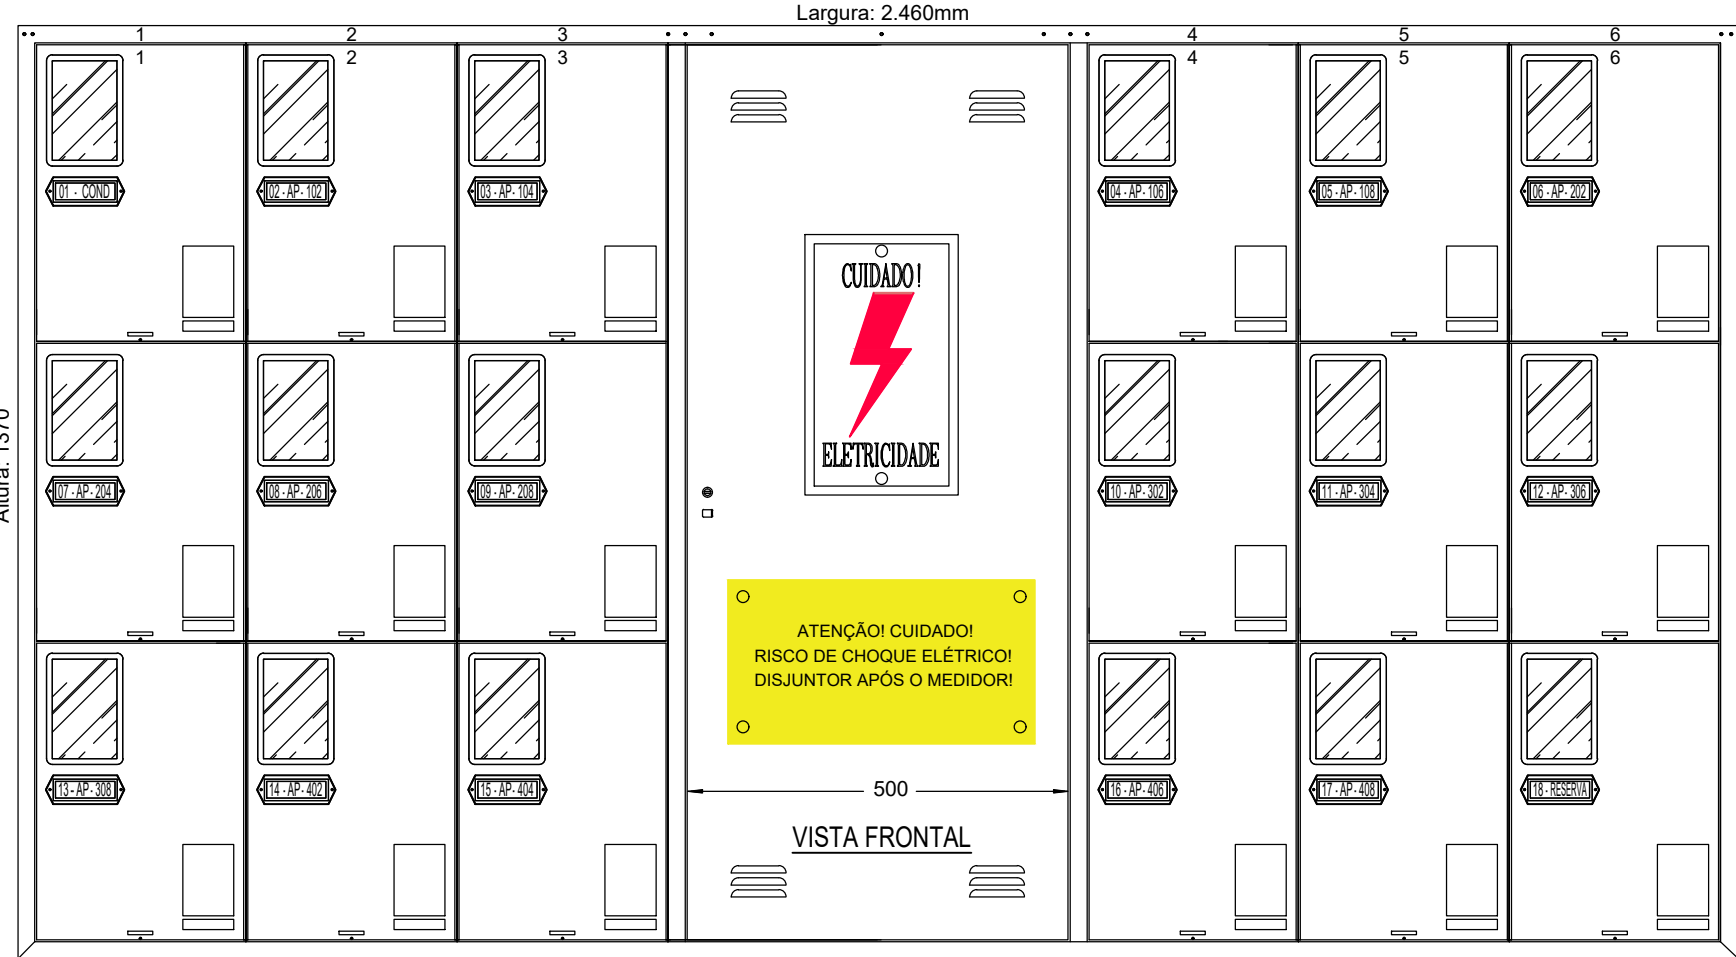 Largura: 2.460mm
1 2 3 4 5 6
1 2 3 4 5 6
01 - COND 02 - AP - 102 03 - AP - 104 04 - AP - 106 05 - AP - 108 06 - AP - 202
CUIDADO!
ELETRICIDADE
Altura: 1370
07 - AP - 204 08 - AP - 206 09 - AP - 208 10 - AP - 302 11 - AP - 304 12 - AP - 306
ATENÇÃO! CUIDADO!
RISCO DE CHOQUE ELÉTRICO!
DISJUNTOR APÓS O MEDIDOR!
13 - AP - 308 14 - AP - 402 15 - AP - 404 16 - AP - 406 17 - AP - 408 18 - RESERVA
500
VISTA FRONTAL